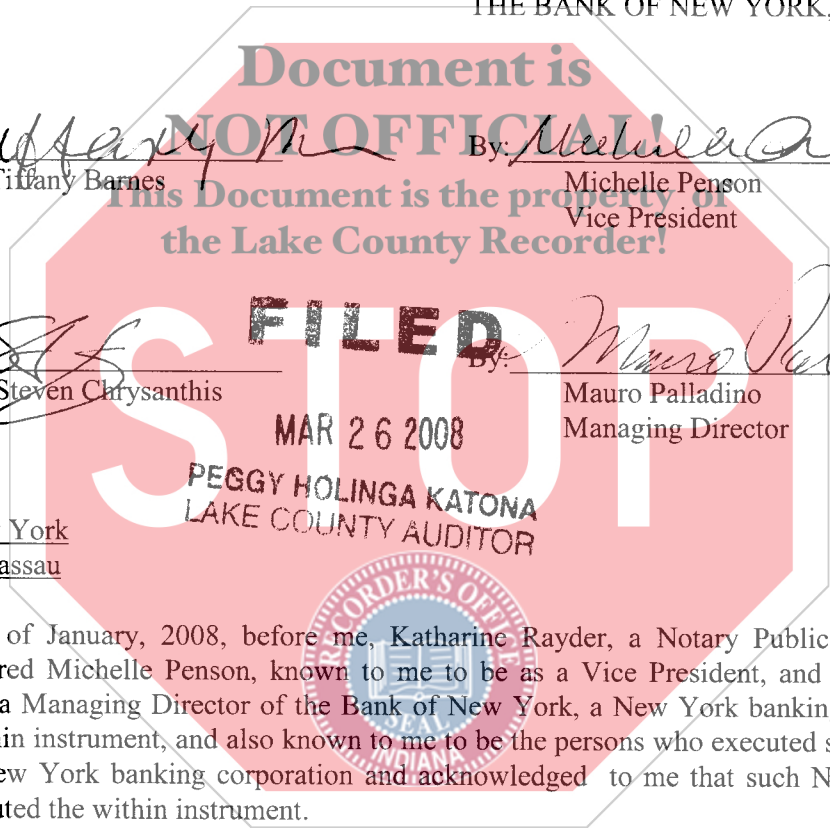 THE BANK OF NEW YORK,
Document is
NOT OFFICIAL!
By:
Tiffany Barnes
Michelle Penson
This Document is the property of
Vice President
the Lake County Recorder!
STOP
FILED
By:
Steven Chrysanthis
Mauro Palladino
MAR 26 2008
Managing Director
PEGGY HOLINGA KATONA
LAKE COUNTY AUDITOR
York
assau
RECORDER'S OFFICE
SEAL
INDIANA
of January, 2008, before me, Katharine Rayder, a Notary Public
red Michelle Penson, known to me to be as a Vice President, and
a Managing Director of the Bank of New York, a New York bankin
in instrument, and also known to me to be the persons who executed s
ew York banking corporation and acknowledged to me that such N
uted the within instrument.